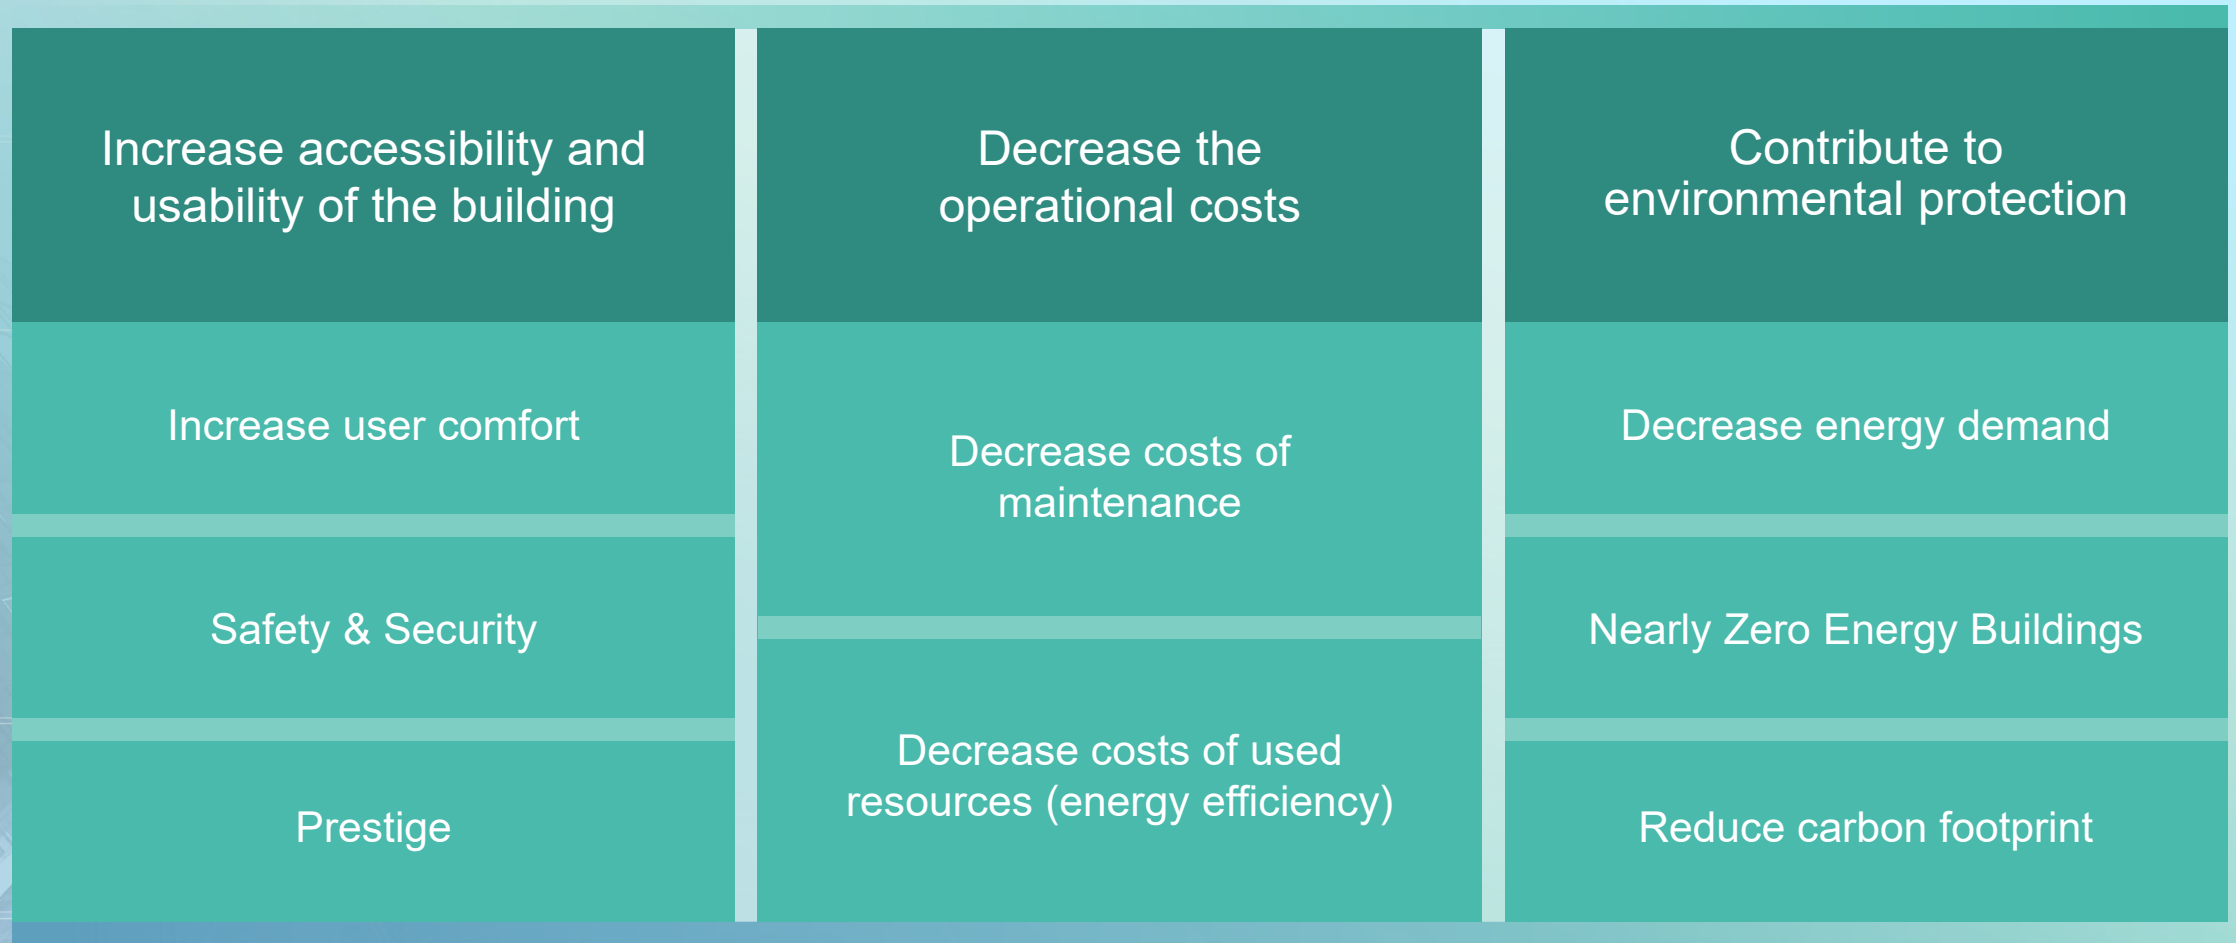 Increase accessibility and
usability of the building
Increase user comfort
Safety & Security
Prestige
Decrease the
operational costs
Decrease costs of
maintenance
Decrease costs of used
resources (energy efficiency)
Contribute to
environmental protection
Decrease energy demand
Nearly Zero Energy Buildings
Reduce carbon footprint